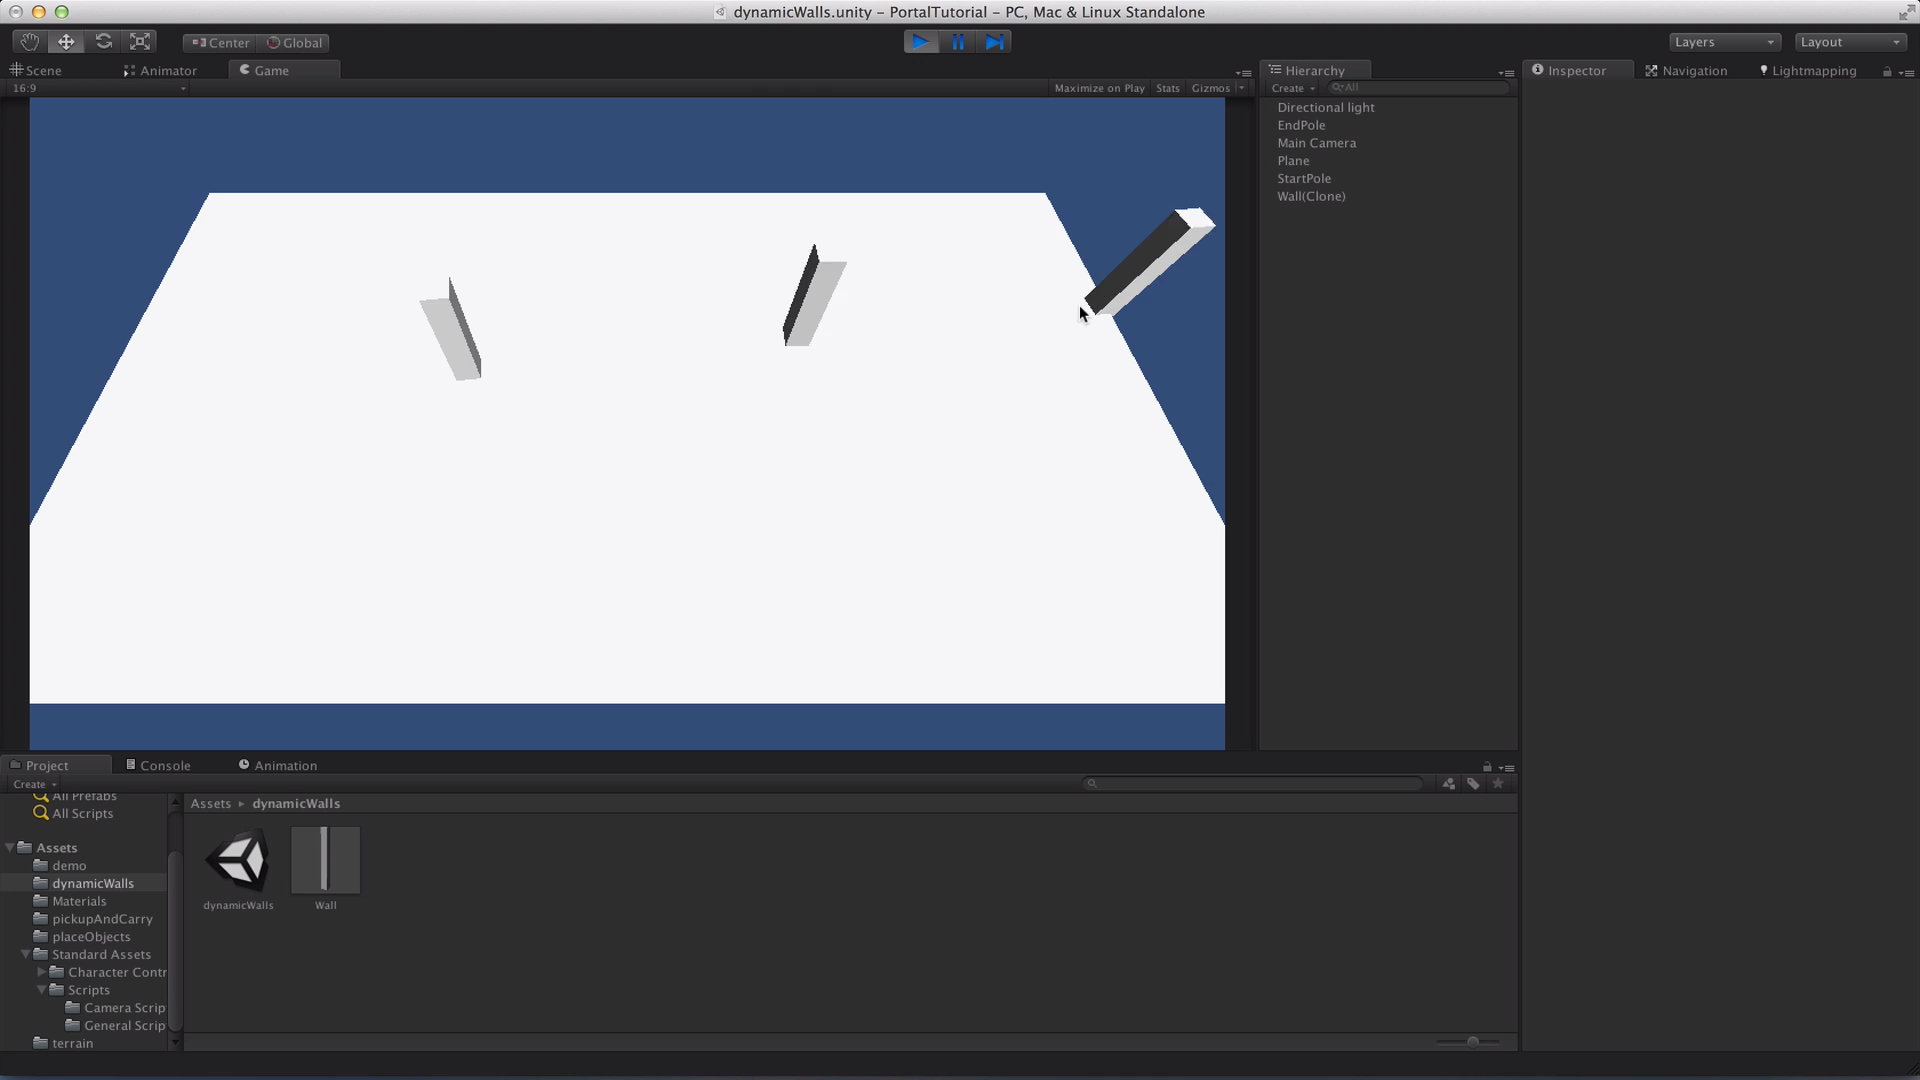 dynamicWalls.unity – PortalTutorial – PC, Mac & Linux Standalone
Center Global Layers Layout
Scene Animator Game
16:9 Maximize on Play Stats Gizmos
Hierarchy
Create All
Directional light
EndPole
Main Camera
Plane
StartPole
Wall(Clone)
Inspector Navigation Lightmapping
Project Console Animation
Create
All Prefabs
All Scripts
Assets
demo
dynamicWalls
Materials
pickupAndCarry
placeObjects
Standard Assets
Character Contr
Scripts
Camera Scrip
General Scrip
terrain
Assets ▸ dynamicWalls
dynamicWalls Wall